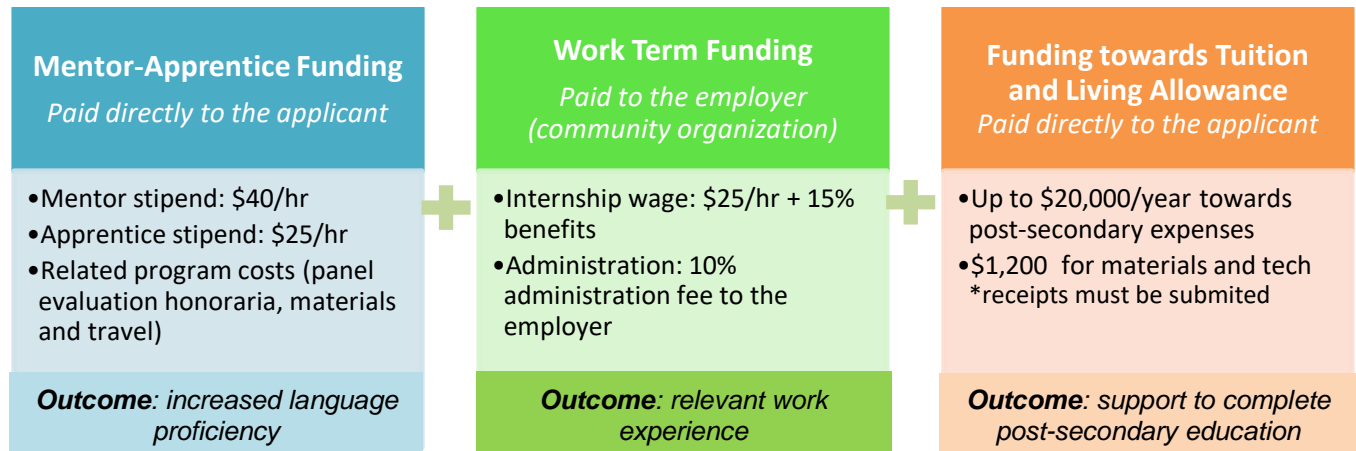 Mentor-Apprentice Funding
Paid directly to the applicant
•Mentor stipend: $40/hr
•Apprentice stipend: $25/hr
•Related program costs (panel
evaluation honoraria, materials
and travel)
Outcome: increased language
proficiency
Work Term Funding
Paid to the employer
(community organization)
•Internship wage: $25/hr + 15%
benefits
•Administration: 10%
administration fee to the
employer
Outcome: relevant work
experience
Funding towards Tuition
and Living Allowance
Paid directly to the applicant
•Up to $20,000/year towards
post-secondary expenses
•$1,200 for materials and tech
*receipts must be submited
Outcome: support to complete
post-secondary education